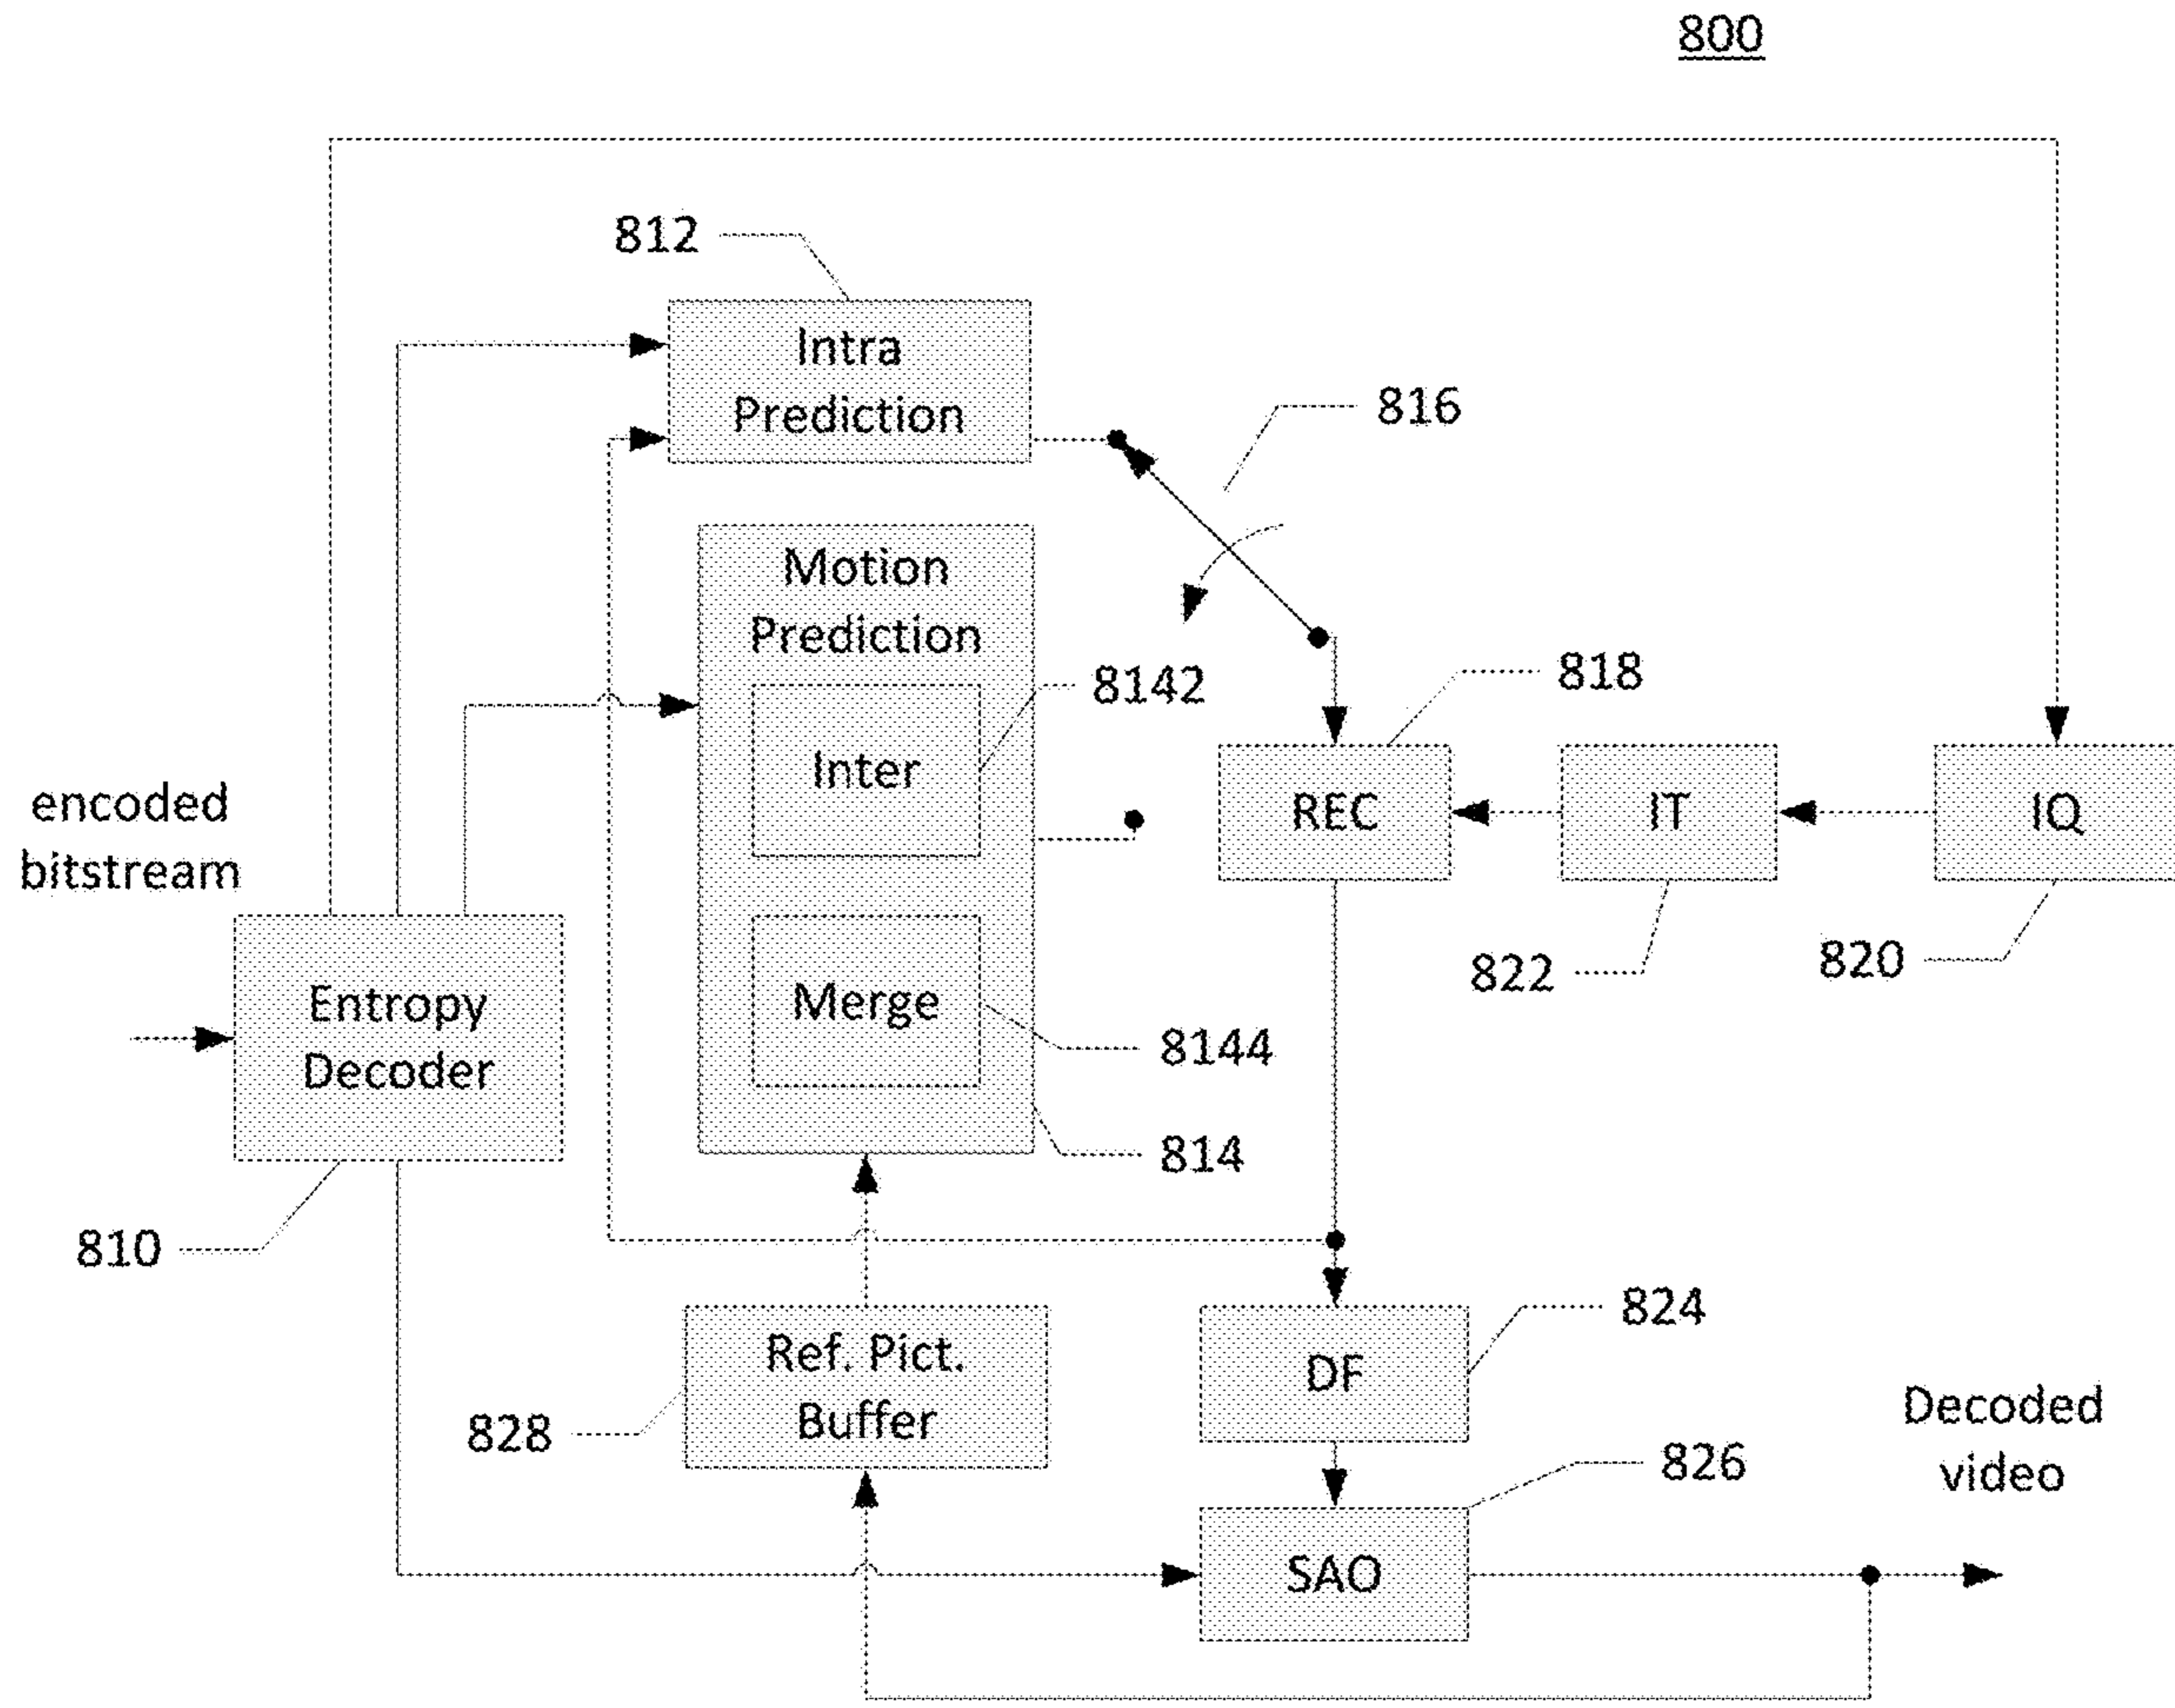 800
812
Intra
Prediction
816
Motion
Prediction
8142
818
Inter
REC
IT
IQ
encoded
bitstream
822
820
Entropy
Decoder
Merge
8144
814
810
Ref. Pict.
Buffer
828
DF
824
Decoded
video
826
SAO